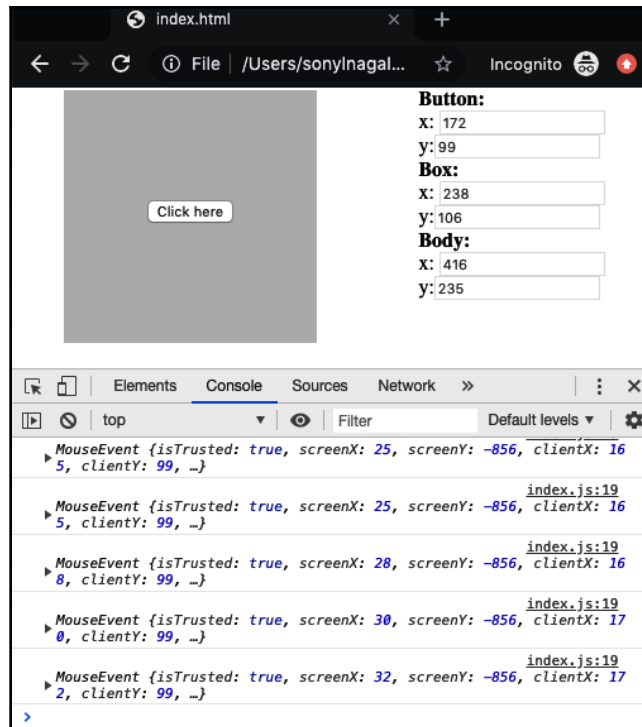 index.html
File /Users/sonylnagal... Incognito
Click here
Button:
x: 172
y: 99
Box:
x: 238
y: 106
Body:
x: 416
y: 235
Elements Console Sources Network »
top Filter Default levels
MouseEvent {isTrusted: true, screenX: 25, screenY: -856, clientX: 16
5, clientY: 99, …}
index.js:19
MouseEvent {isTrusted: true, screenX: 25, screenY: -856, clientX: 16
5, clientY: 99, …}
index.js:19
MouseEvent {isTrusted: true, screenX: 28, screenY: -856, clientX: 16
8, clientY: 99, …}
index.js:19
MouseEvent {isTrusted: true, screenX: 30, screenY: -856, clientX: 17
0, clientY: 99, …}
index.js:19
MouseEvent {isTrusted: true, screenX: 32, screenY: -856, clientX: 17
2, clientY: 99, …}